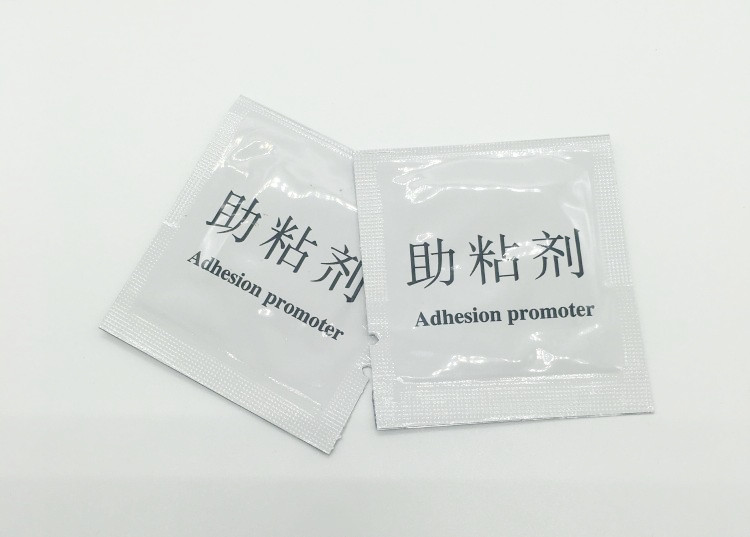 助粘剂
Adhesion promoter
助粘剂
Adhesion promoter